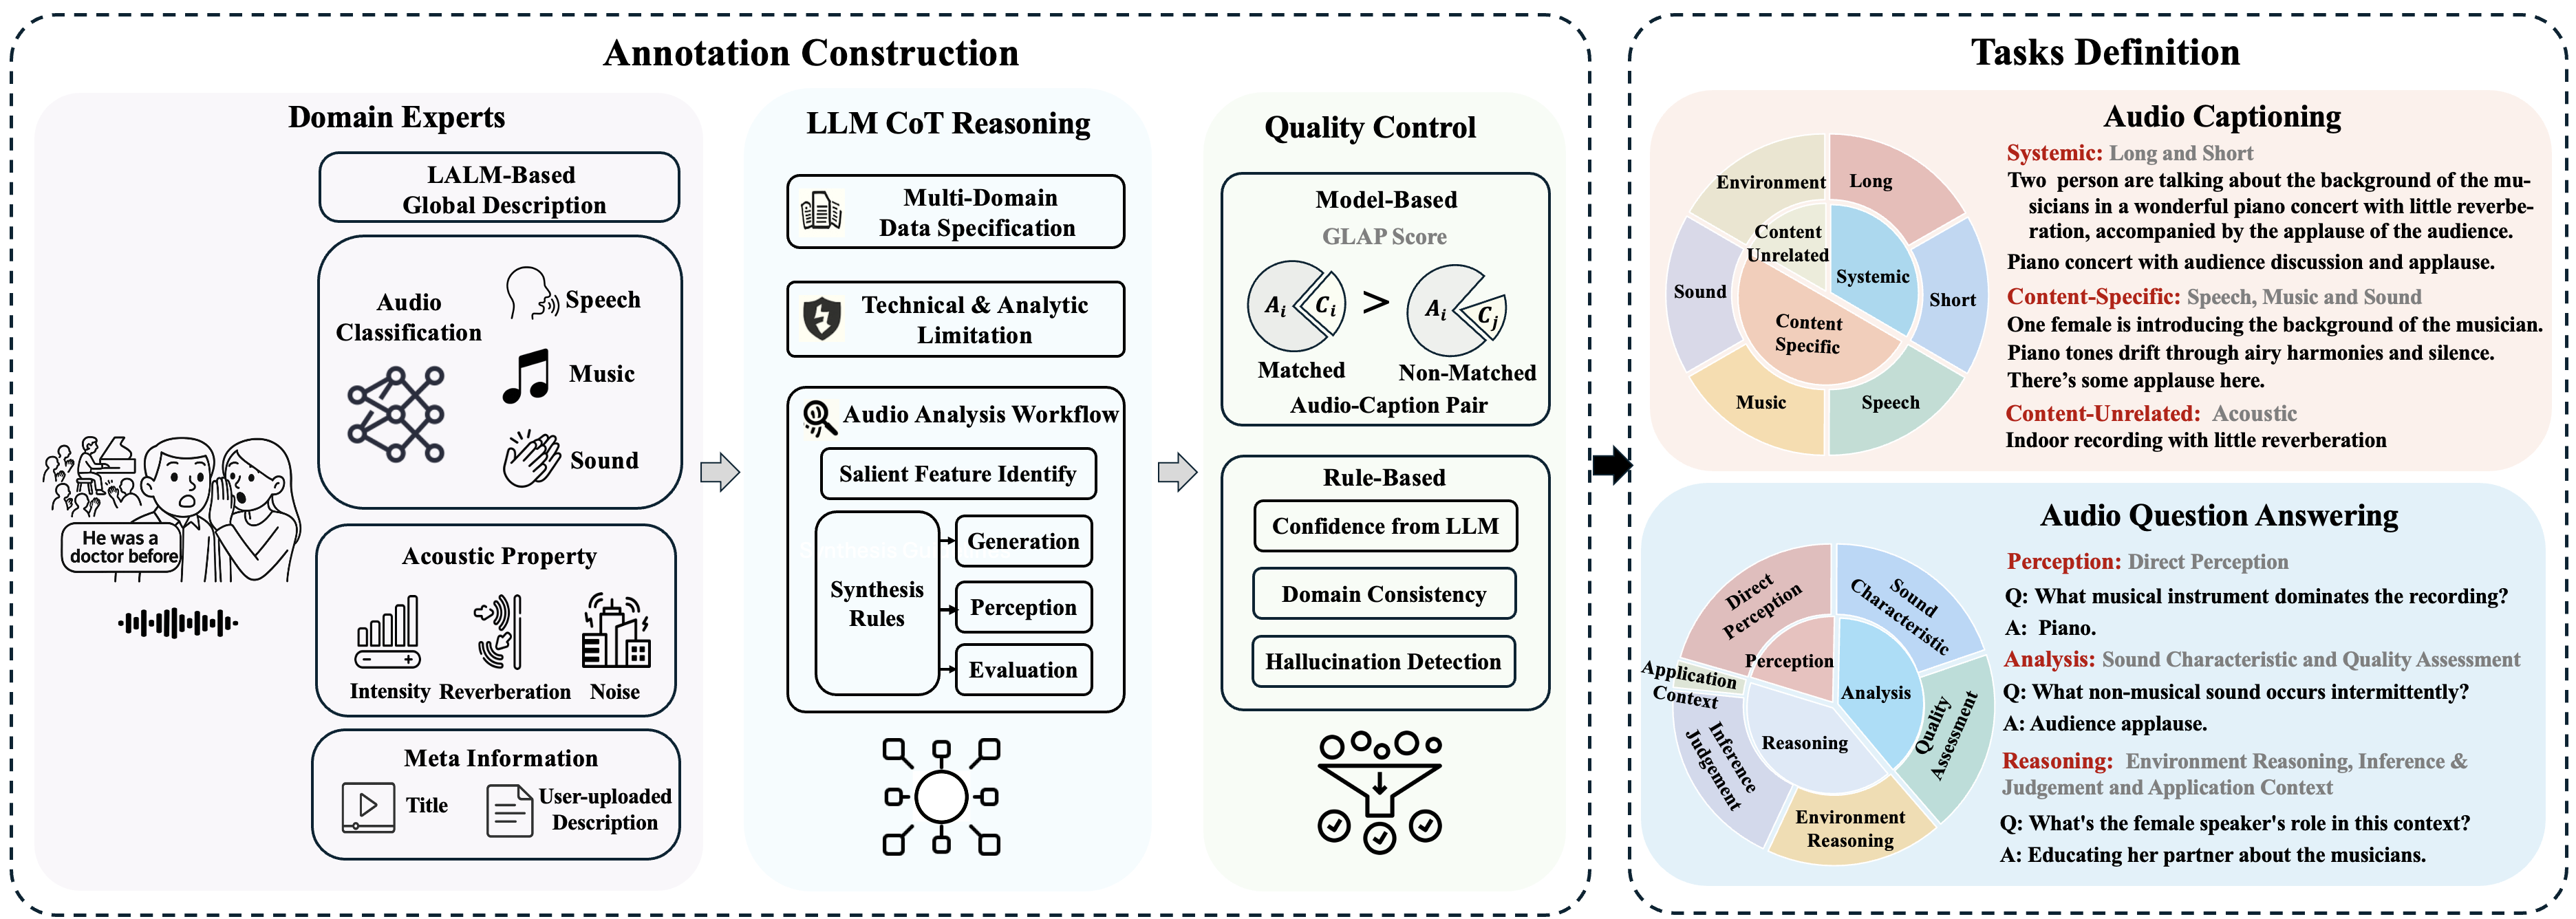 Annotation Construction
Domain Experts
LALM-Based
Global Description
Audio
Classification
Speech
Music
Sound
He was a
doctor before
Acoustic Property
Intensity
Reverberation
Noise
Meta Information
Title
User-uploaded
Description
LLM CoT Reasoning
Multi-Domain
Data Specification
Technical & Analytic
Limitation
Audio Analysis Workflow
Salient Feature Identify
Synthesis
Rules
Generation
Perception
Evaluation
Quality Control
Model-Based
GLAP Score
Ai
Ci
>
Ai
Cj
Matched
Non-Matched
Audio-Caption Pair
Rule-Based
Confidence from LLM
Domain Consistency
Hallucination Detection
Tasks Definition
Audio Captioning
Environment
Long
Content
Unrelated
Systemic
Sound
Short
Content
Specific
Music
Speech
Systemic: Long and Short
Two person are talking about the background of the mu-
sicians in a wonderful piano concert with little reverbe-
ration, accompanied by the applause of the audience.
Piano concert with audience discussion and applause.
Content-Specific: Speech, Music and Sound
One female is introducing the background of the musician.
Piano tones drift through airy harmonies and silence.
There’s some applause here.
Content-Unrelated: Acoustic
Indoor recording with little reverberation
Audio Question Answering
Direct
Perception
Sound
Characteristic
Perception
Application
Context
Analysis
Reasoning
Quality
Assessment
Inference
Judgement
Environment
Reasoning
Perception: Direct Perception
Q: What musical instrument dominates the recording?
A: Piano.
Analysis: Sound Characteristic and Quality Assessment
Q: What non-musical sound occurs intermittently?
A: Audience applause.
Reasoning: Environment Reasoning, Inference &
Judgement and Application Context
Q: What's the female speaker's role in this context?
A: Educating her partner about the musicians.